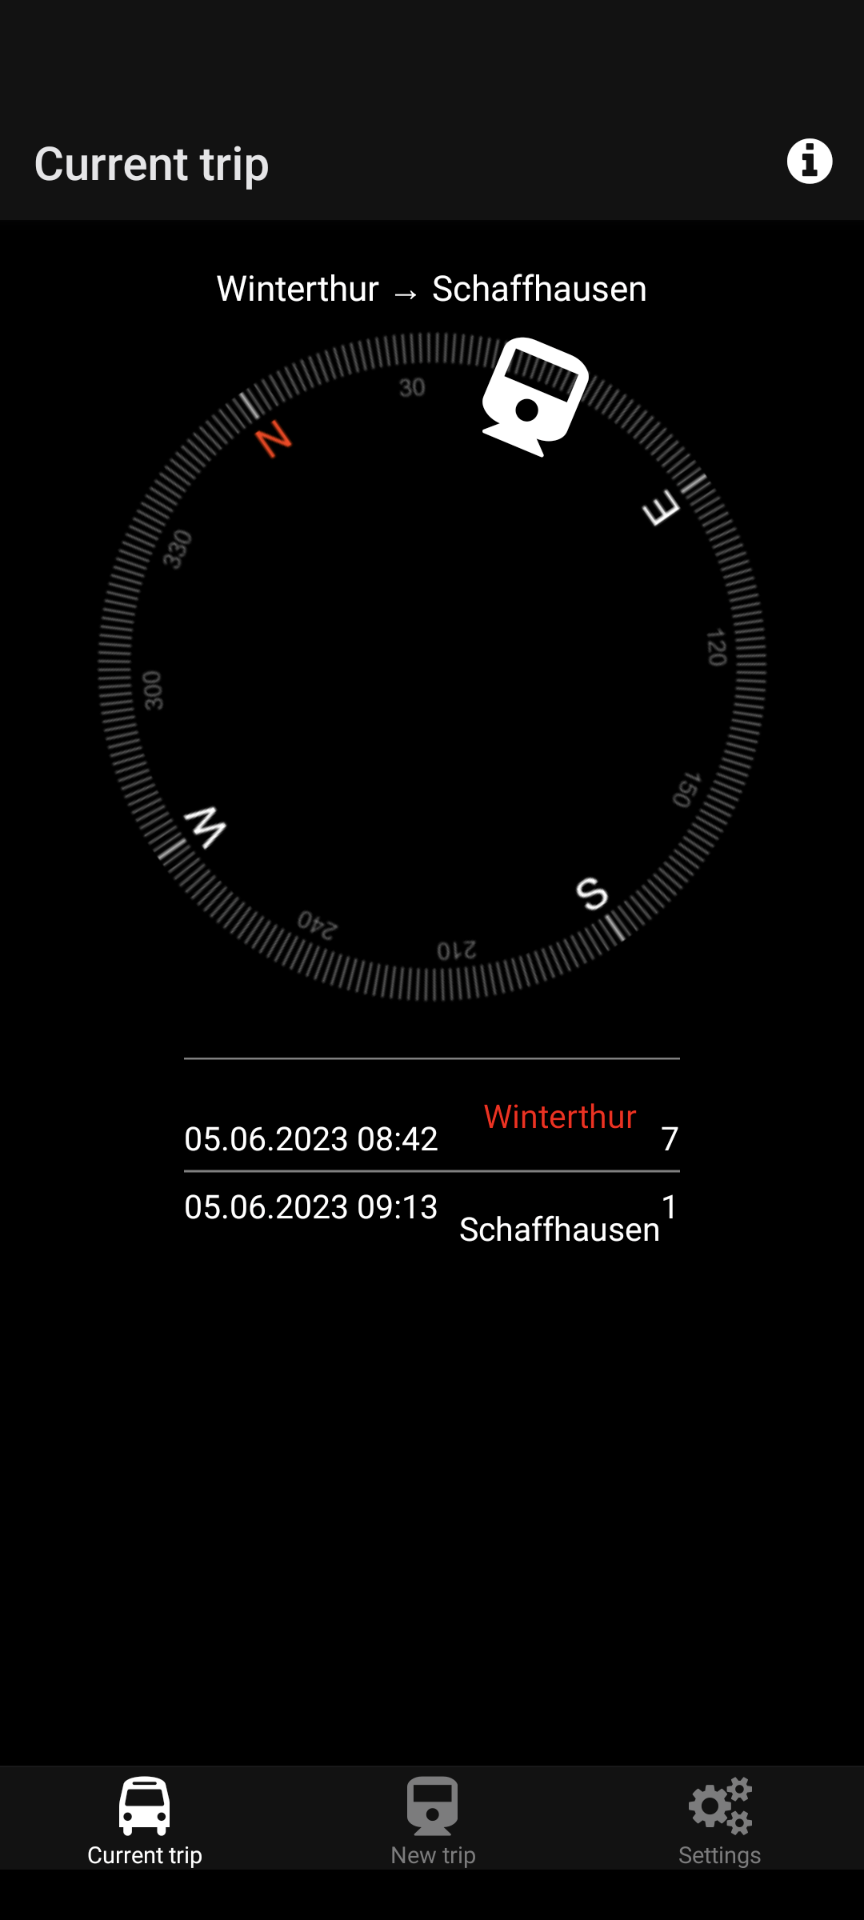 Current trip
Winterthur → Schaffhausen
30
N
E
330
120
300
150
W
S
240
210
Winterthur
05.06.2023 08:42 7
05.06.2023 09:13 1
Schaffhausen
Current trip New trip Settings